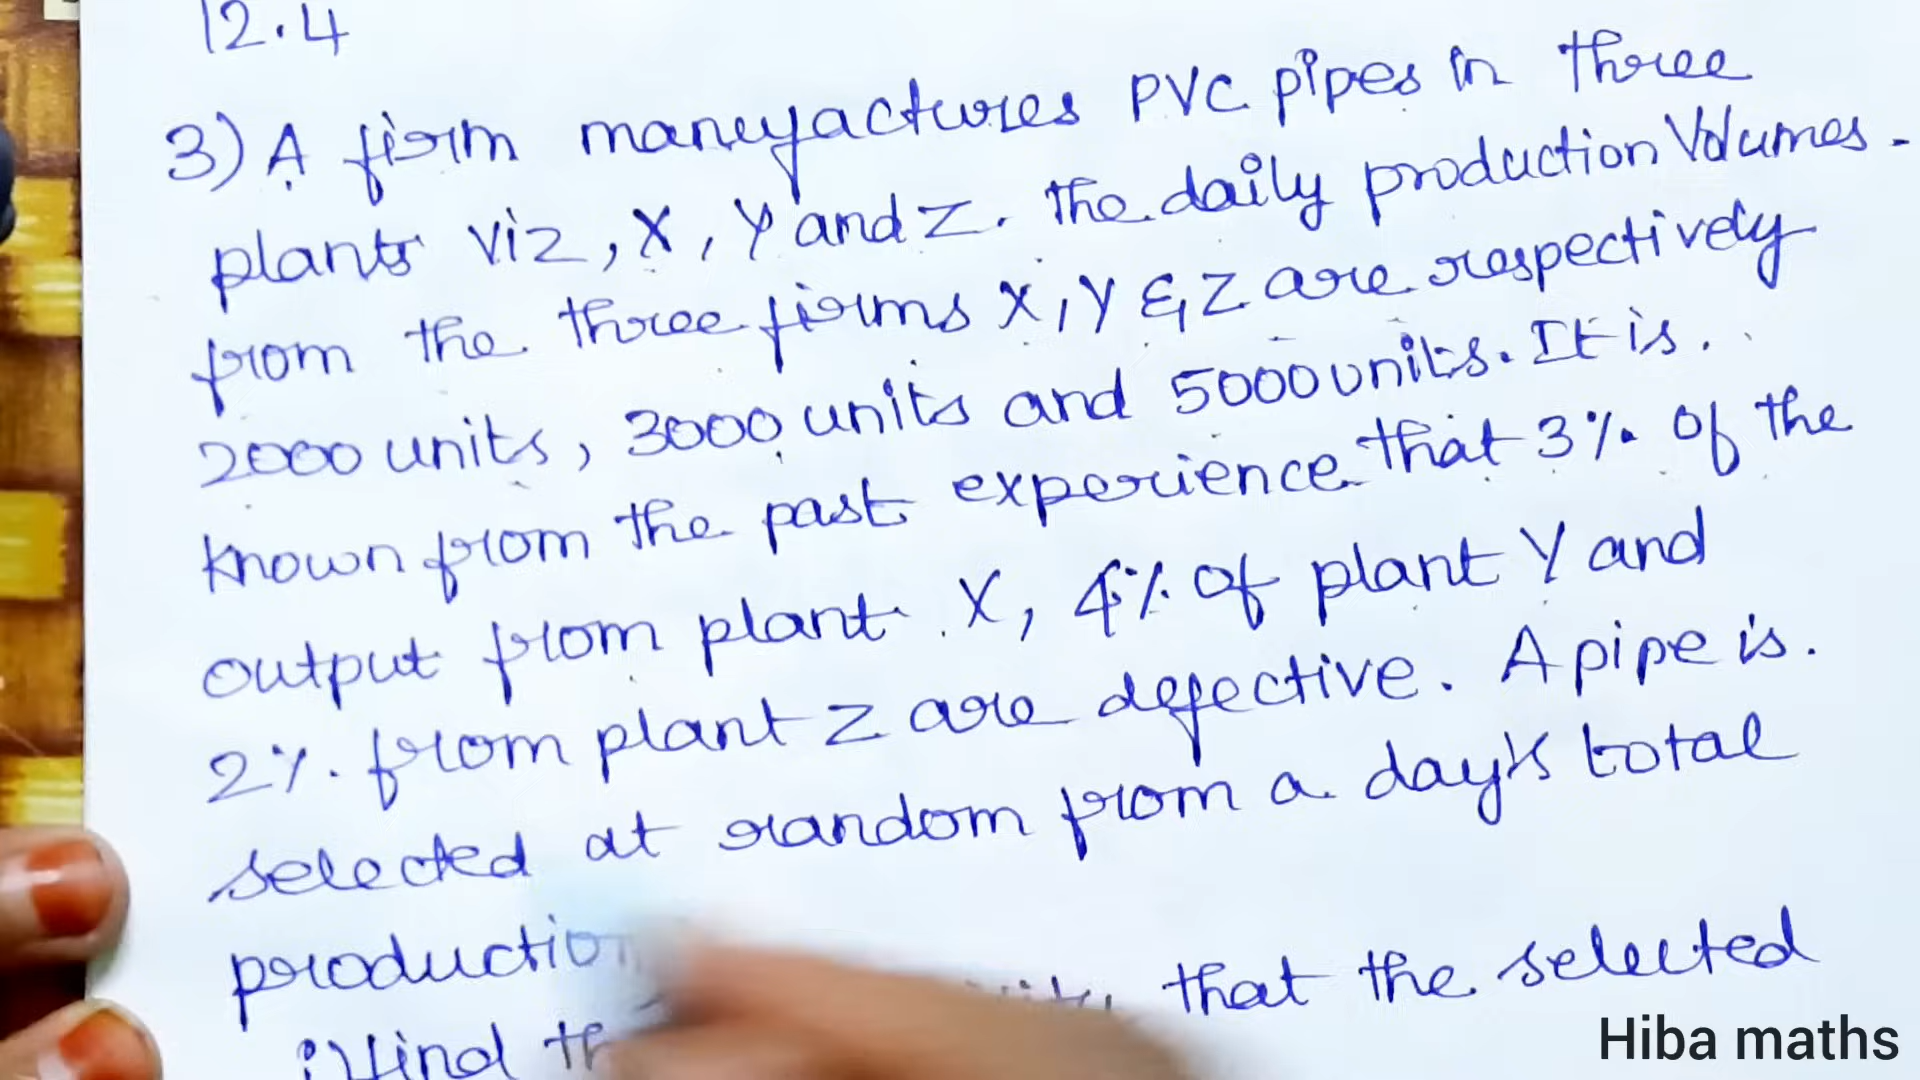 12.4
3) A firm manufactures PVC pipes in three
plants viz, X, Y and Z. The daily production Volumes.
from the three firms X, Y & Z are respectively
2000 units, 3000 units and 5000 units. It is.
known from the past experience that 3% of the
output from plant X, 4% of plant Y and
2% from plant Z are defective. A pipe is.
selected at random from a day's total
production
i) find that the selected
Hiba maths